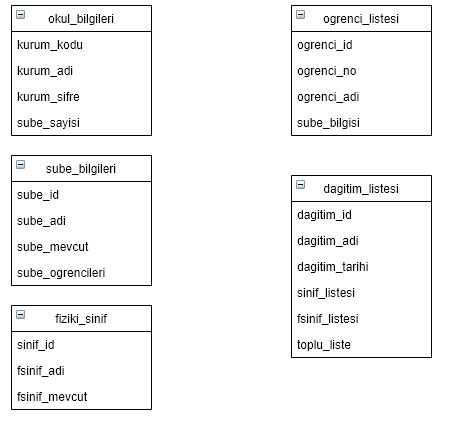 okul_bilgileri
kurum_kodu
kurum_adi
kurum_sifre
sube_sayisi
sube_bilgileri
sube_id
sube_adi
sube_mevcut
sube_ogrencileri
fiziki_sinif
sinif_id
fsinif_adi
fsinif_mevcut
ogrenci_listesi
ogrenci_id
ogrenci_no
ogrenci_adi
sube_bilgisi
dagitim_listesi
dagitim_id
dagitim_adi
dagitim_tarihi
sinif_listesi
fsinif_listesi
toplu_liste